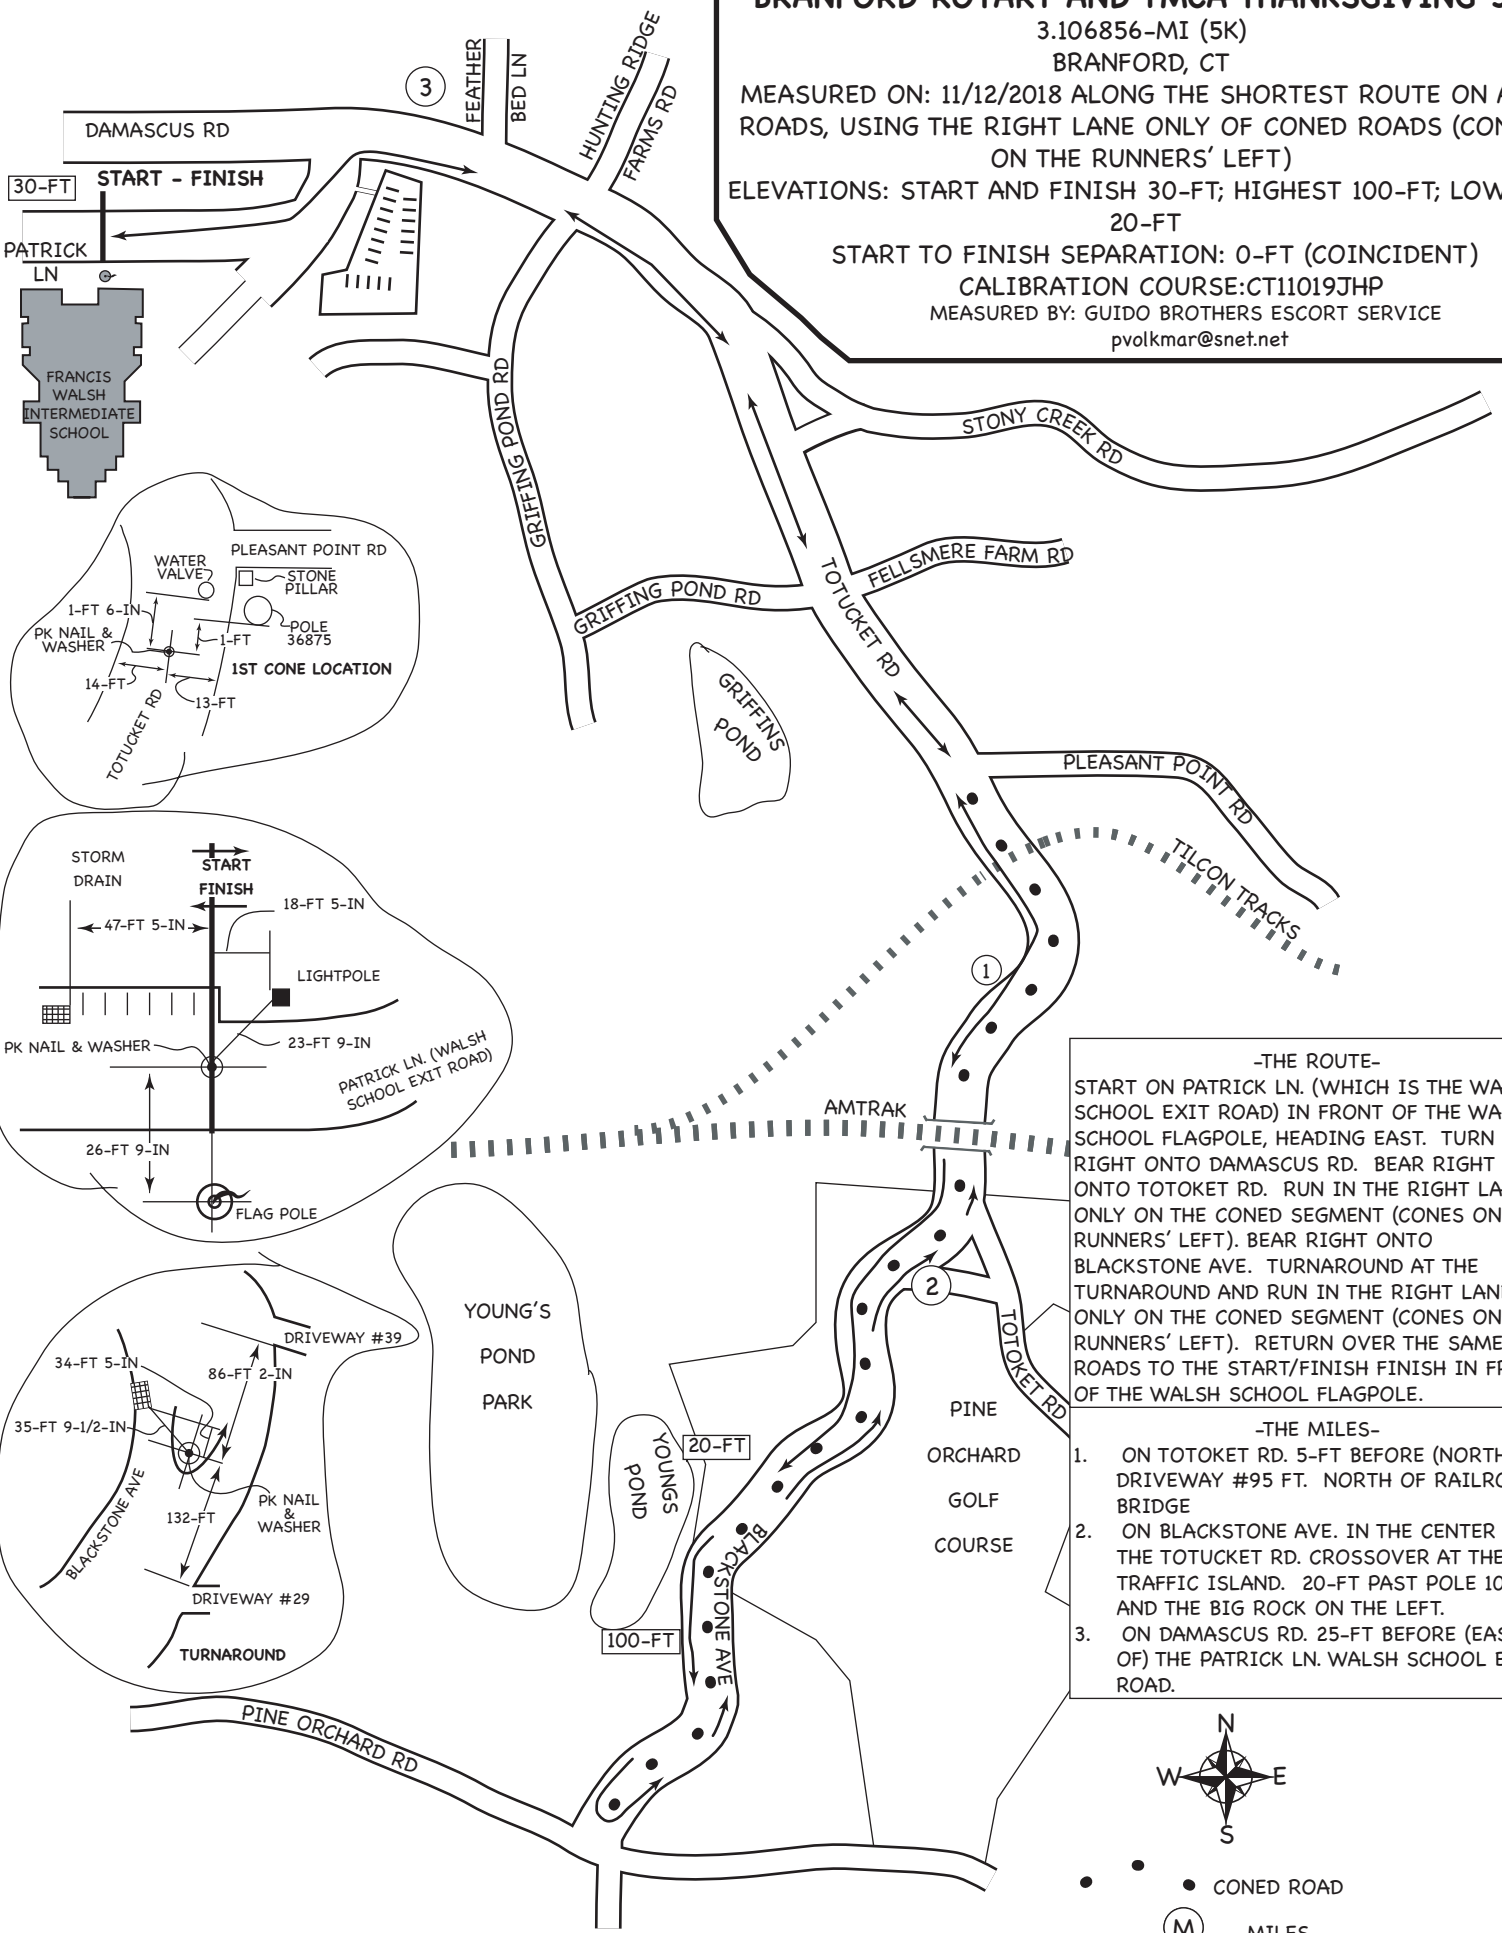 3.106856-MI (5K)
BRANFORD, CT
MEASURED ON: 11/12/2018 ALONG THE SHORTEST ROUTE ON
ROADS, USING THE RIGHT LANE ONLY OF CONED ROADS
ON THE RUNNERS' LEFT)
ELEVATIONS: START AND FINISH 30-FT; HIGHEST 100-FT;
20-FT
START TO FINISH SEPARATION: 0-FT (COINCIDENT)
CALIBRATION COURSE:CT11019JHP
MEASURED BY: GUIDO BROTHERS ESCORT SERVICE
pvolkmar@snet.net
3
FEATHER
BED LN
HUNTING RIDGE
FARMS RD
DAMASCUS RD
30-FT
START - FINISH
PATRICK
LN
FRANCIS
WALSH
INTERMEDIATE
SCHOOL
GRIFFING POND RD
GRIFFING POND RD
STONY CREEK RD
FELLSMERE FARM RD
TOTUCKET RD
GRIFFING POND RD
GRIFFINS
POND
PLEASANT POINT RD
TILCON TRACKS
1
AMTRAK
2
TOTOKET RD
PLEASANT POINT RD
WATER
VALVE
STONE
PILLAR
1-FT 6-IN
POLE
36875
PK NAIL &
WASHER
1-FT
1ST CONE LOCATION
14-FT
13-FT
TOTUCKET RD
STORM
DRAIN
START
FINISH
18-FT 5-IN
47-FT 5-IN
LIGHTPOLE
PK NAIL & WASHER
23-FT 9-IN
PATRICK LN. (WALSH
SCHOOL EXIT ROAD)
26-FT 9-IN
FLAG POLE
DRIVEWAY #39
34-FT 5-IN
86-FT 2-IN
35-FT 9-1/2-IN
PK NAIL
&
WASHER
132-FT
BLACKSTONE AVE
DRIVEWAY #29
TURNAROUND
YOUNG'S
POND
PARK
YOUNGS
POND
20-FT
100-FT
BLACKSTONE AVE
PINE
ORCHARD
GOLF
COURSE
PINE ORCHARD RD
-THE ROUTE-
START ON PATRICK LN. (WHICH IS THE
SCHOOL EXIT ROAD) IN FRONT OF THE
SCHOOL FLAGPOLE, HEADING EAST. TURN
RIGHT ONTO DAMASCUS RD. BEAR RIGHT
ONTO TOTOKET RD. RUN IN THE RIGHT
ONLY ON THE CONED SEGMENT (CONES ON
RUNNERS' LEFT). BEAR RIGHT ONTO
BLACKSTONE AVE. TURNAROUND AT THE
TURNAROUND AND RUN IN THE RIGHT
ONLY ON THE CONED SEGMENT (CONES ON
RUNNERS' LEFT). RETURN OVER THE SAME
ROADS TO THE START/FINISH FINISH IN
OF THE WALSH SCHOOL FLAGPOLE.
-THE MILES-
1. ON TOTOKET RD. 5-FT BEFORE
DRIVEWAY #95 FT. NORTH OF
BRIDGE
2. ON BLACKSTONE AVE. IN THE CENTER
THE TOTUCKET RD. CROSSOVER AT THE
TRAFFIC ISLAND. 20-FT PAST POLE
AND THE BIG ROCK ON THE LEFT.
3. ON DAMASCUS RD. 25-FT BEFORE
OF) THE PATRICK LN. WALSH SCHOOL
ROAD.
N
W E
S
CONED ROAD
M